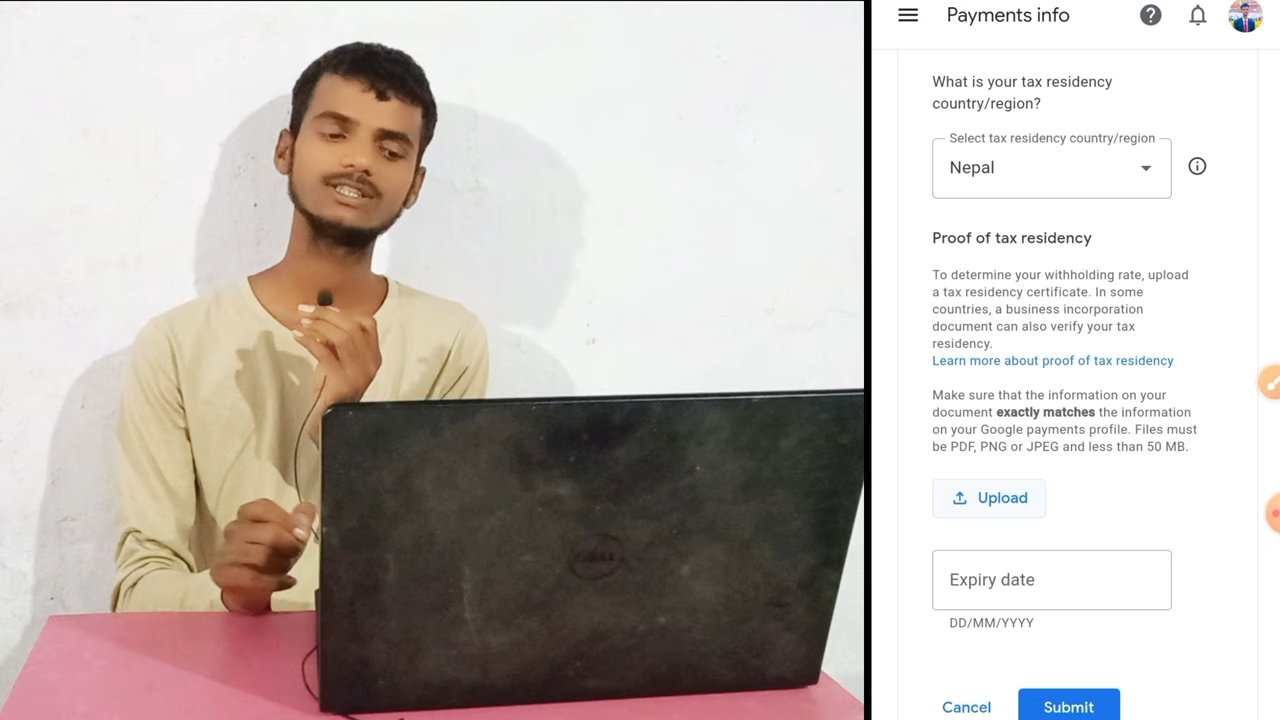 Payments info
What is your tax residency
country/region?
Select tax residency country/region
Nepal
Proof of tax residency
To determine your withholding rate, upload
a tax residency certificate. In some
countries, a business incorporation
document can also verify your tax
residency.
Learn more about proof of tax residency
Make sure that the information on your
document exactly matches the information
on your Google payments profile. Files must
be PDF, PNG or JPEG and less than 50 MB.
Upload
Expiry date
DD/MM/YYYY
Cancel
Submit
DELL